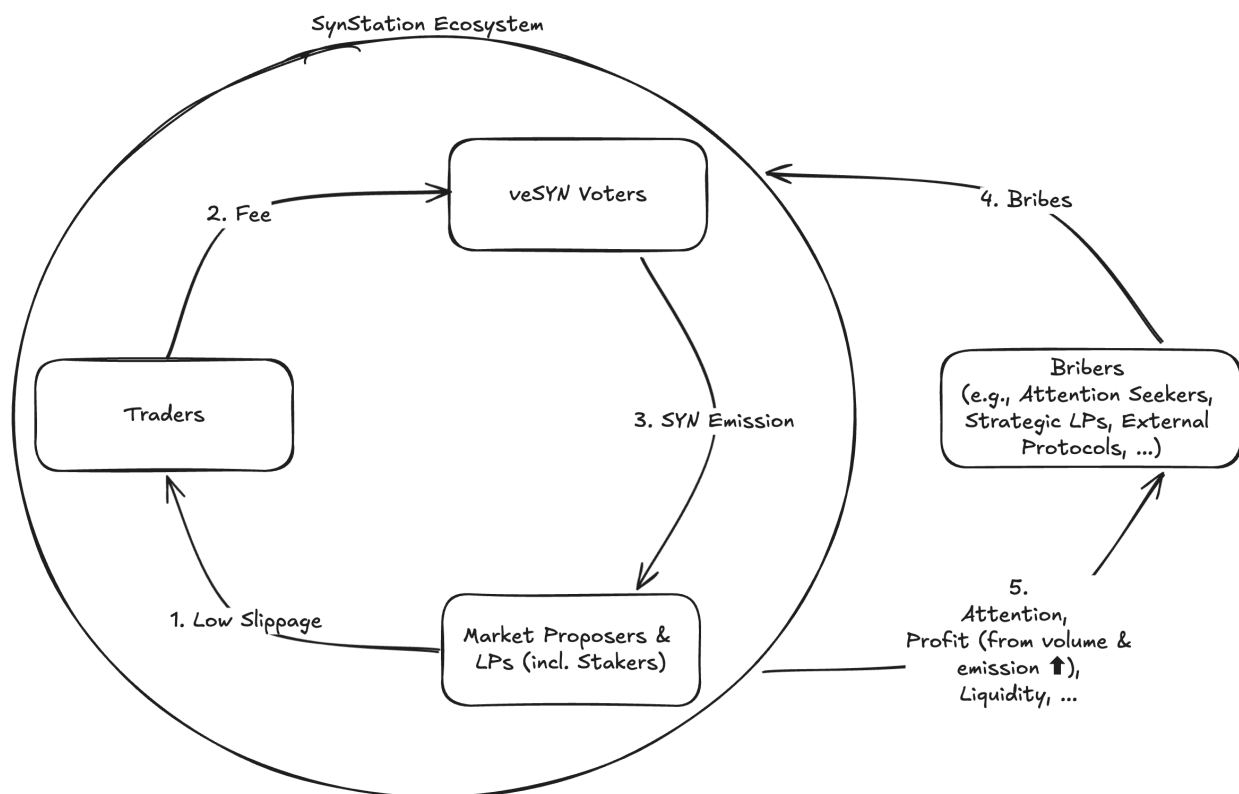 SynStation Ecosystem
veSYN Voters
2. Fee
4. Bribes
Bribers
(e.g., Attention Seekers,
Strategic LPs, External
Protocols, ...)
Traders
3. SYN Emission
1. Low Slippage
Market Proposers &
LPs (incl. Stakers)
5.
Attention,
Profit (from volume &
emission ⬆),
Liquidity, ...